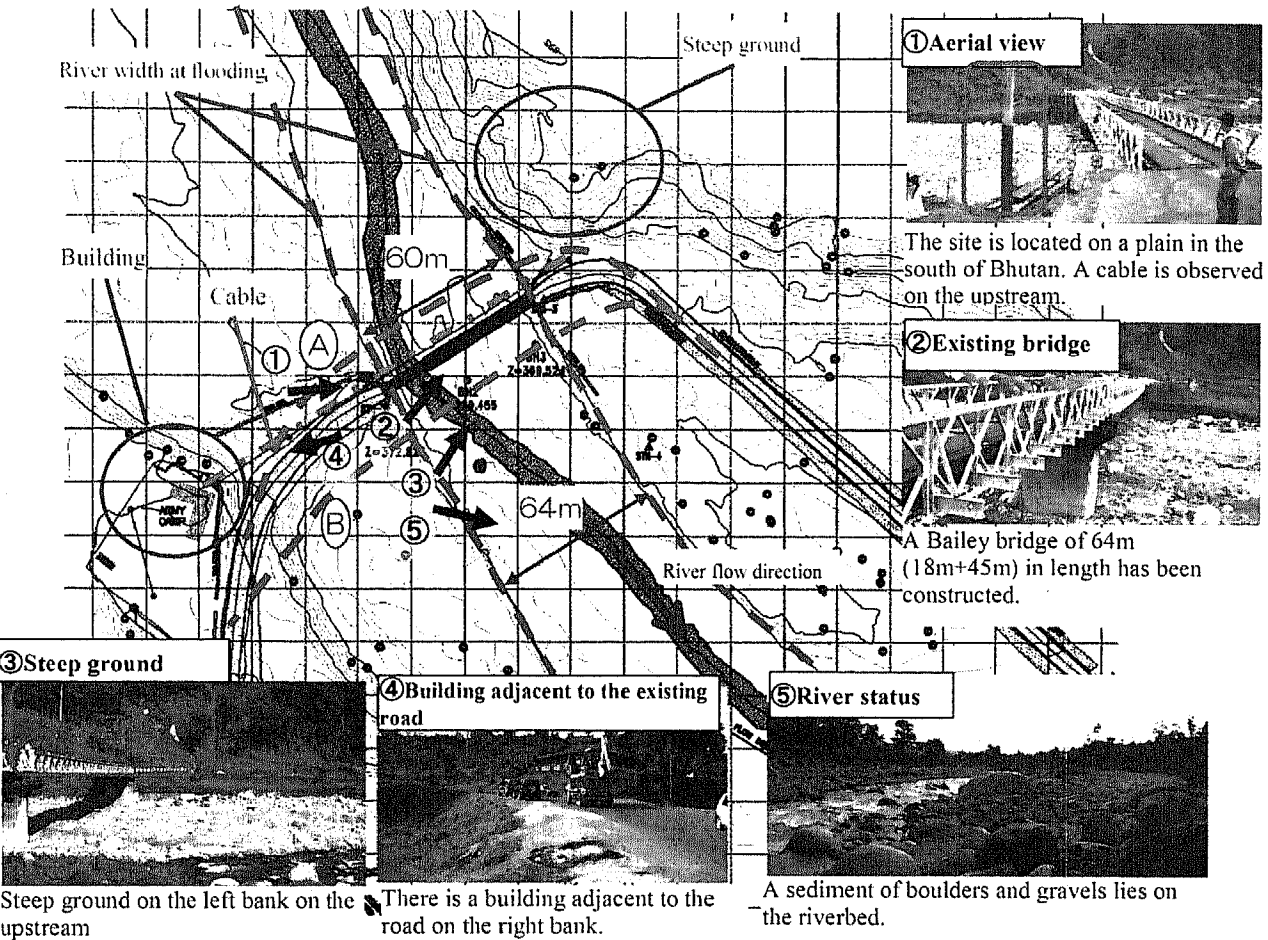 Steep ground
River width at flooding
Building
Cable
60m
① A
②
④
③
B
⑤
64m
River flow direction
ARMY
①Aerial view
The site is located on a plain in the
south of Bhutan. A cable is observed
on the upstream.
②Existing bridge
A Bailey bridge of 64m
(18m+45m) in length has been
constructed.
③Steep ground
Steep ground on the left bank on the
upstream
④Building adjacent to the existing
road
There is a building adjacent to the
road on the right bank.
⑤River status
A sediment of boulders and gravels lies on
the riverbed.